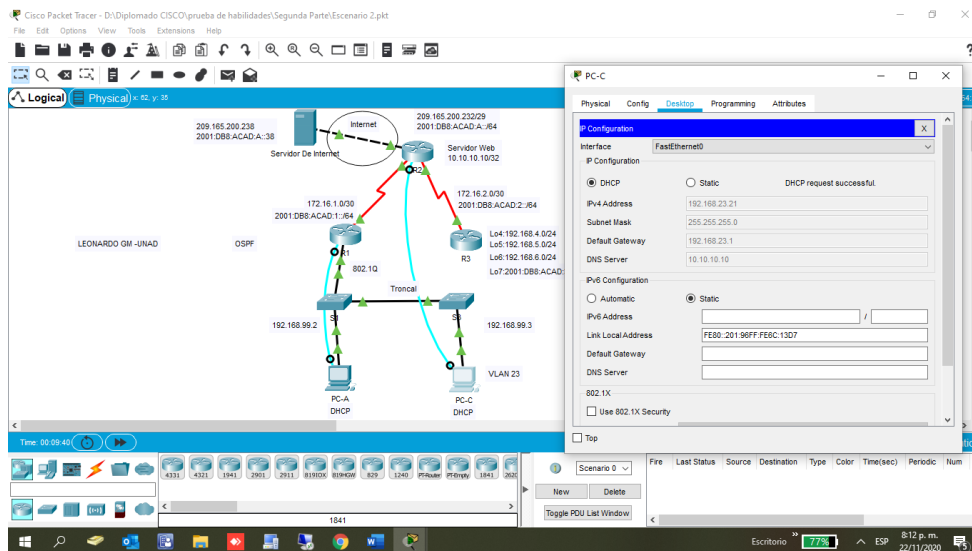 Cisco Packet Tracer - D:\Diplomado CISCO\prueba de habilidades\Segunda Parte\Escenario 2.pkt
File Edit Options View Tools Extensions Help
Logical Physical x: 62, y: 35
209.165.200.238
2001:DB8:ACAD:A::38
Internet
209.165.200.232/29
2001:DB8:ACAD:A::/64
Servidor De Internet
Servidor Web
10.10.10.10/32
R2
172.16.1.0/30
2001:DB8:ACAD:1::/64
172.16.2.0/30
2001:DB8:ACAD:2::/64
LEONARDO GM -UNAD
OSPF
R1
R3
Lo4:192.168.4.0/24
Lo5:192.168.5.0/24
Lo6:192.168.6.0/24
Lo7:2001:DB8:ACAD:
802.1Q
Troncal
S1
S3
192.168.99.2
192.168.99.3
VLAN 23
PC-A
DHCP
PC-C
DHCP
PC-C
Physical Config Desktop Programming Attributes
IP Configuration X
Interface FastEthernet0
IP Configuration
DHCP Static DHCP request successful.
IPv4 Address 192.168.23.21
Subnet Mask 255.255.255.0
Default Gateway 192.168.23.1
DNS Server 10.10.10.10
IPv6 Configuration
Automatic Static
IPv6 Address /
Link Local Address FE80::201:96FF:FE6C:13D7
Default Gateway
DNS Server
802.1X
Use 802.1X Security
Top
Time: 00:09:40
4331 4321 1941 2901 2911 819IOX 819HGW 829 1240 PT-Router PT-Empty 1841 2620
1841
Scenario 0
New Delete
Toggle PDU List Window
Fire Last Status Source Destination Type Color Time(sec) Periodic Num
Escritorio 77% ESP 8:12 p. m.
22/11/2020